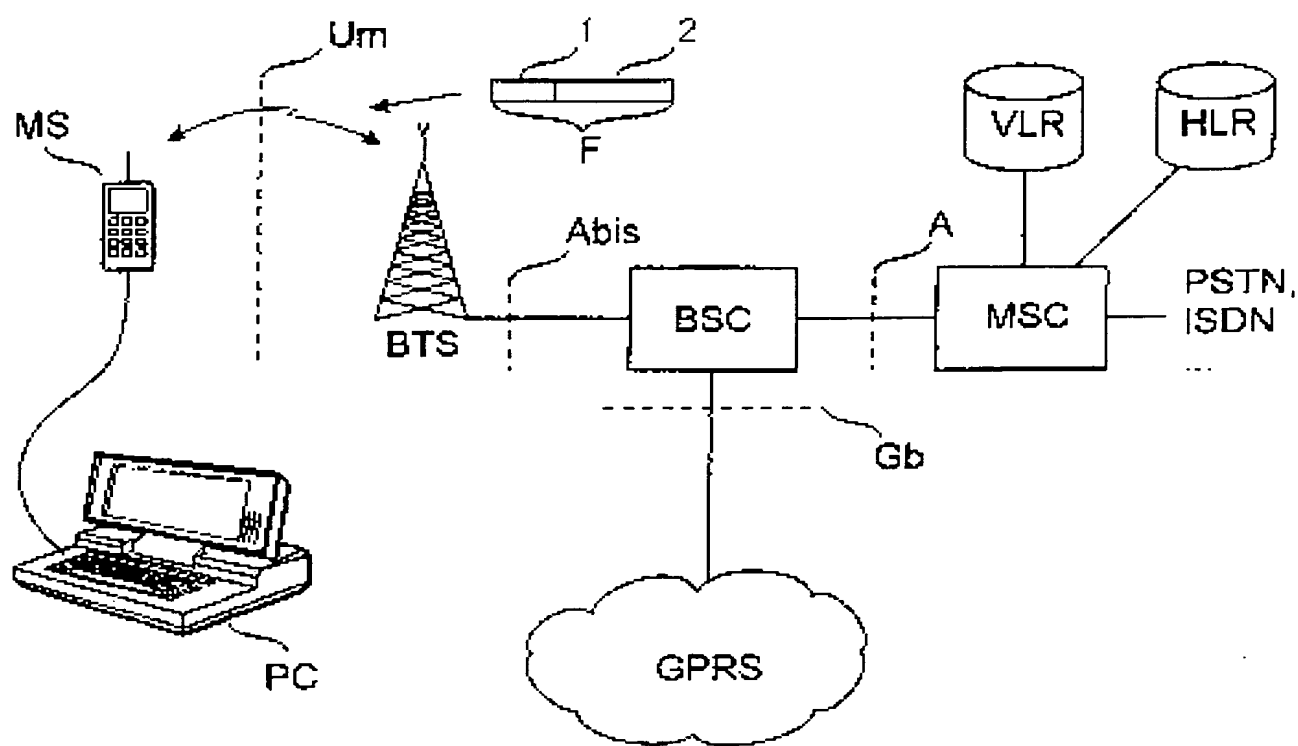 Um
1
2
MS
F
VLR
HLR
Abis
A
BTS
BSC
MSC
PSTN,
ISDN
...
Gb
PC
GPRS